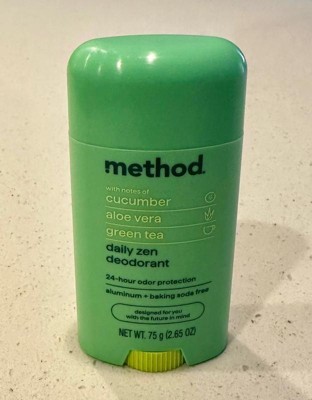 method.
with notes of
cucumber
aloe vera
green tea
daily zen
deodorant
24-hour odor protection
aluminum + baking soda free
designed for you
with the future in mind
NET WT. 75 g (2.65 OZ)